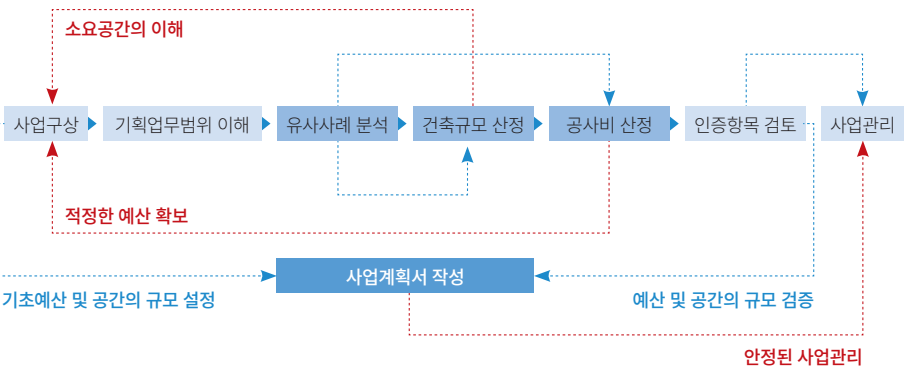 소요공간의 이해
사업구상
기획업무범위 이해
유사사례 분석
건축규모 산정
공사비 산정
인증항목 검토
사업관리
적정한 예산 확보
사업계획서 작성
기초예산 및 공간의 규모 설정
예산 및 공간의 규모 검증
안정된 사업관리